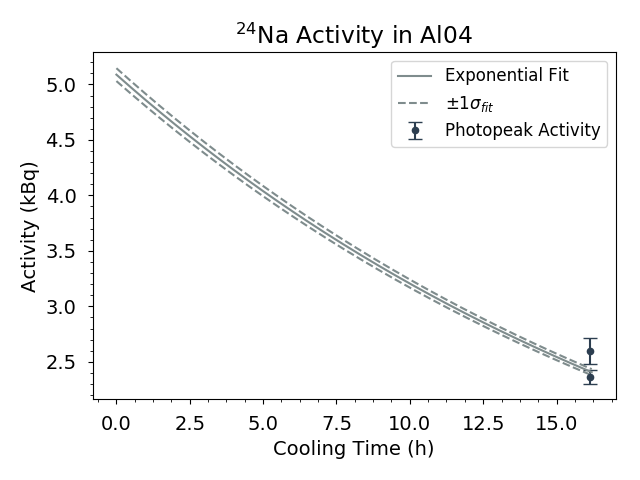 ²⁴Na Activity in Al04
Exponential Fit
±1σfit
Photopeak Activity
Activity (kBq)
5.0
4.5
4.0
3.5
3.0
2.5
0.0 2.5 5.0 7.5 10.0 12.5 15.0
Cooling Time (h)